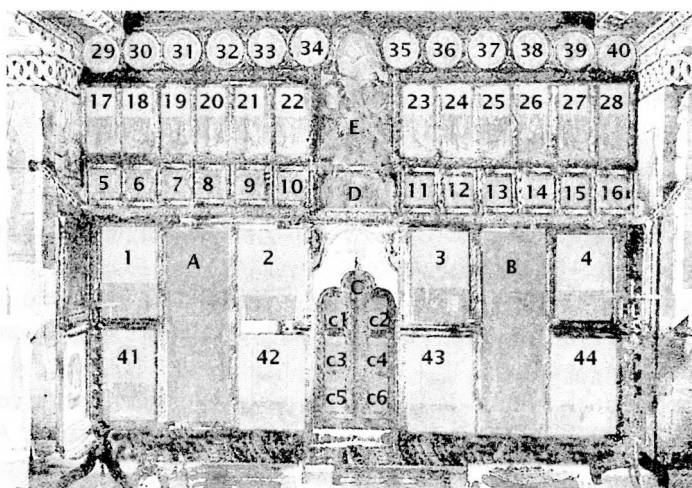 29 30 31 32 33 34 35 36 37 38 39 40
17 18 19 20 21 22 E 23 24 25 26 27 28
5 6 7 8 9 10 D 11 12 13 14 15 16
1 A 2 C 3 B 4
c1 c2
41 42 c3 c4 43 44
c5 c6